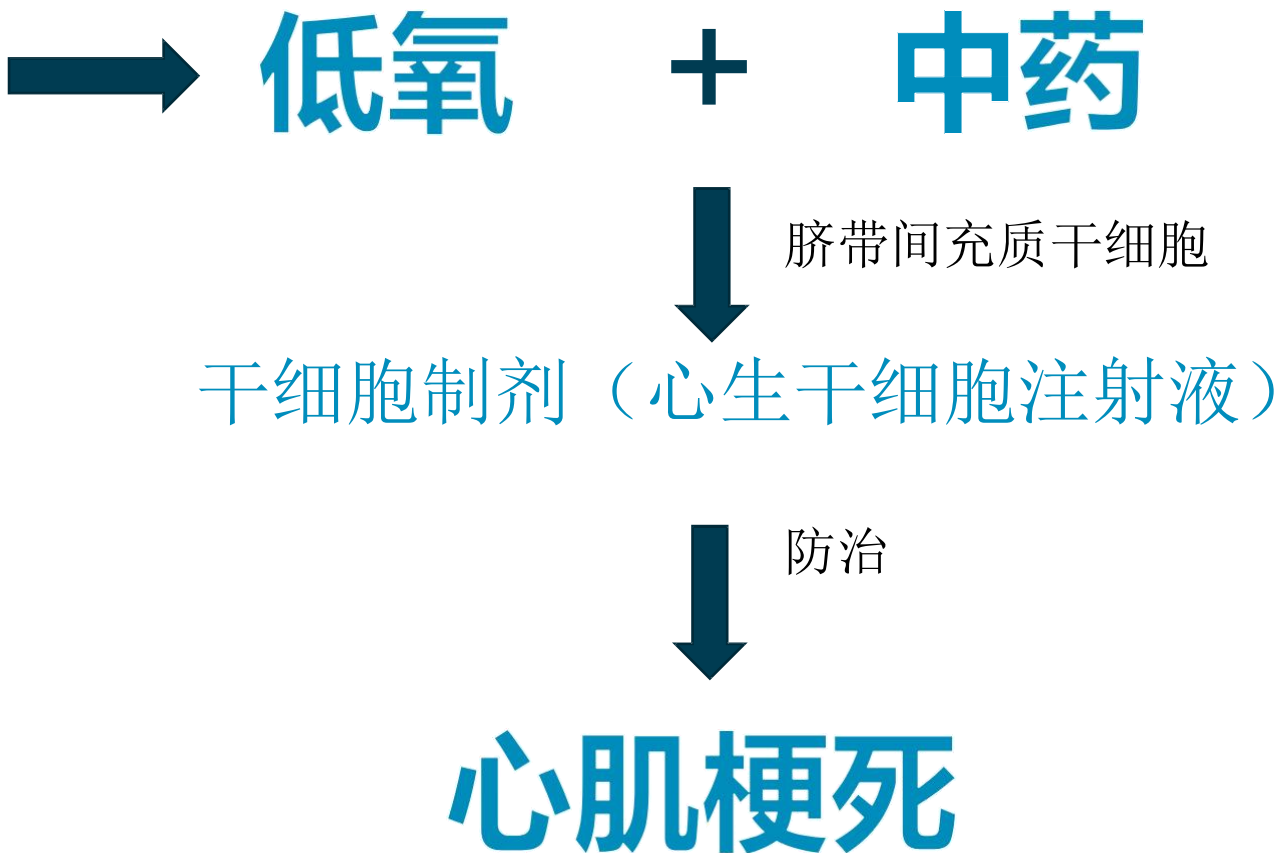 低氧 + 中药
脐带间充质干细胞
干细胞制剂（心生干细胞注射液）
防治
心肌梗死